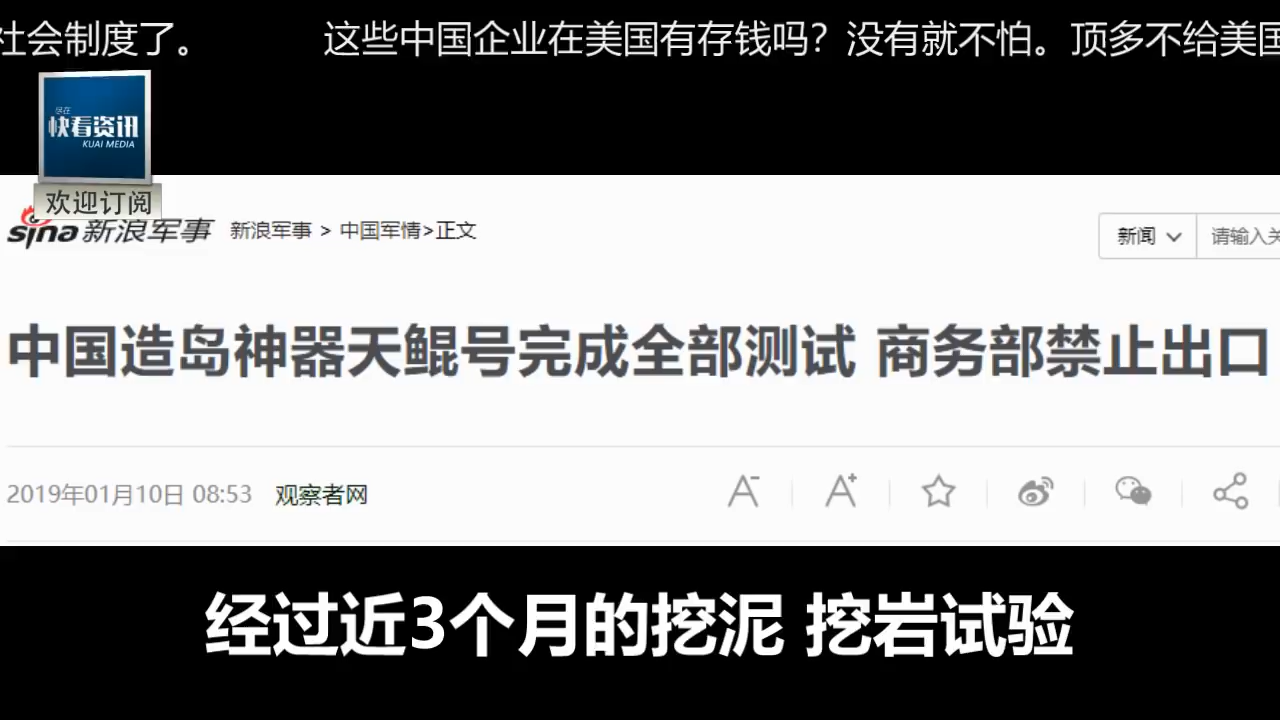 社会制度了。 这些中国企业在美国有存钱吗？没有就不怕。顶多不给美国
尽在
快看资讯
KUAI MEDIA
欢迎订阅
sina 新浪军事 新浪军事 > 中国军情>正文
新闻 请输入关
中国造岛神器天鲲号完成全部测试 商务部禁止出口
2019年01月10日 08:53 观察者网
A- A+
经过近3个月的挖泥 挖岩试验